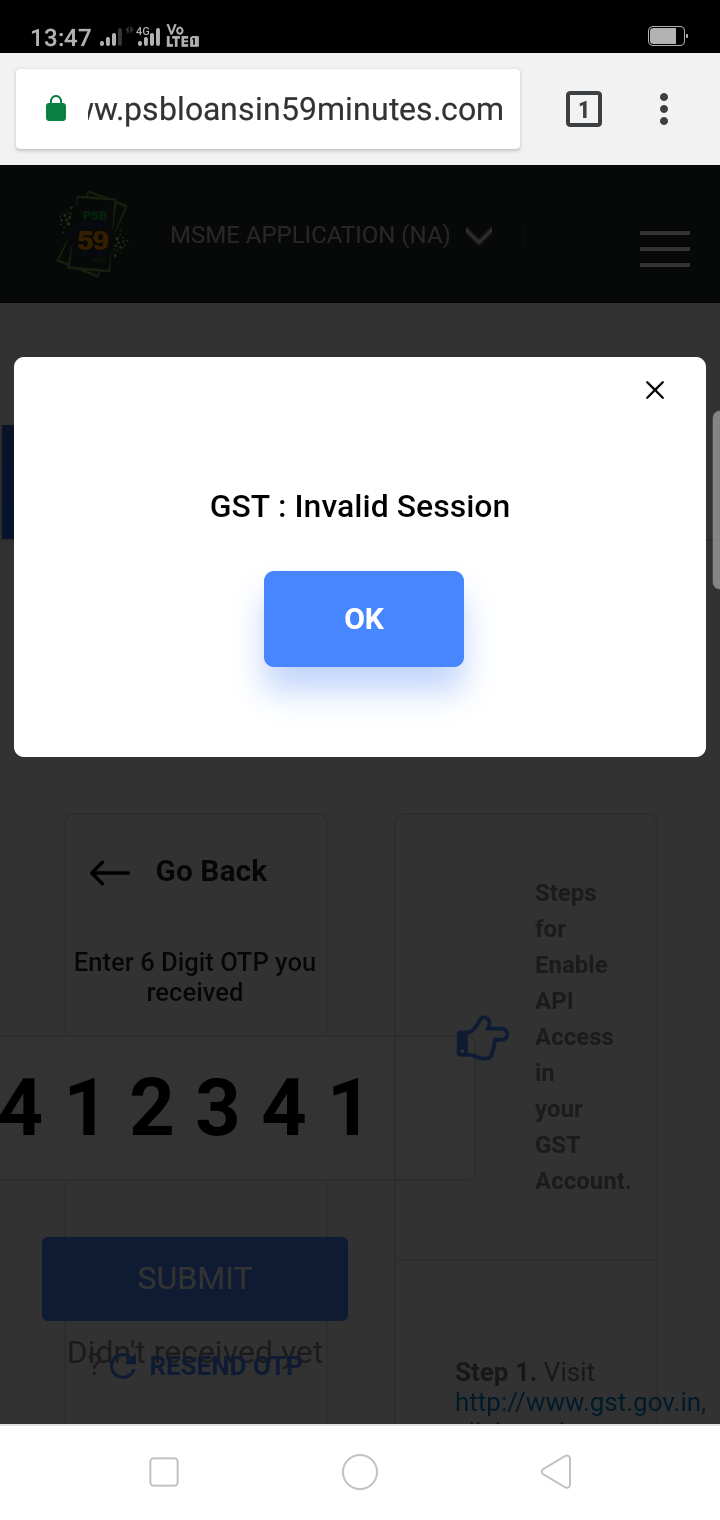 13:47
4G
Vo
LTE1
w.psbloansin59minutes.com
1
PSB
59
MSME APPLICATION (NA)
GST : Invalid Session
OK
Go Back
Enter 6 Digit OTP you
received
4 1 2 3 4 1
SUBMIT
Didn't received yet
? RESEND OTP
Steps
for
Enable
API
Access
in
your
GST
Account.
Step 1. Visit
http://www.gst.gov.in,